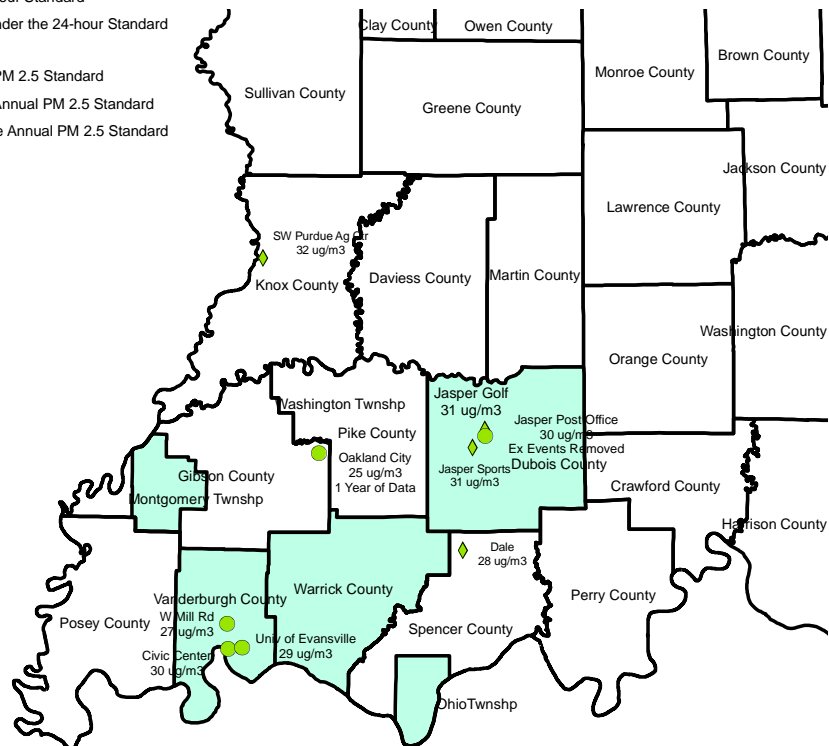 our Standard
nder the 24-hour Standard
PM 2.5 Standard
Annual PM 2.5 Standard
e Annual PM 2.5 Standard
Clay County
Owen County
Brown County
Monroe County
Sullivan County
Greene County
Jackson County
Lawrence County
SW Purdue Ag Ctr
32 ug/m3
Knox County
Daviess County
Martin County
Washington County
Orange County
Washington Twnshp
Pike County
Oakland City
25 ug/m3
1 Year of Data
Jasper Golf
31 ug/m3
Jasper Post Office
30 ug/m3
Ex Events Removed
Dubois County
Jasper Sports
31 ug/m3
Gibson County
Montgomery Twnshp
Crawford County
Harrison County
Dale
28 ug/m3
Perry County
Warrick County
Vanderburgh County
W Mill Rd
27 ug/m3
Posey County
Spencer County
Univ of Evansville
29 ug/m3
Civic Center
30 ug/m3
OhioTwnshp